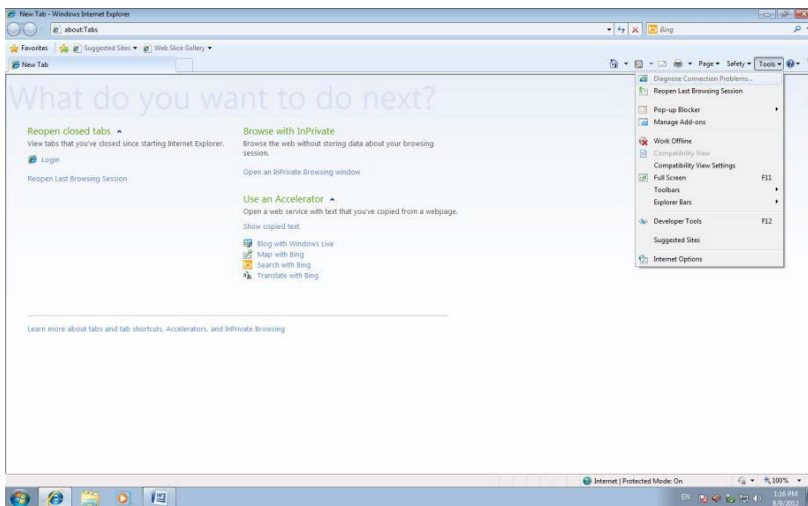 New Tab - Windows Internet Explorer
about:Tabs
Bing
Favorites Suggested Sites Web Slice Gallery
New Tab
Page Safety Tools
What do you want to do next?
Reopen closed tabs
View tabs that you've closed since starting Internet Explorer.
Login
Reopen Last Browsing Session
Browse with InPrivate
Browse the web without storing data about your browsing
session.
Open an InPrivate Browsing window
Use an Accelerator
Open a web service with text that you've copied from a webpage.
Show copied text
Blog with Windows Live
Map with Bing
Search with Bing
Translate with Bing
Learn more about tabs and tab shortcuts, Accelerators, and InPrivate Browsing
Diagnose Connection Problems...
Reopen Last Browsing Session
Pop-up Blocker
Manage Add-ons
Work Offline
Compatibility View
Compatibility View Settings
Full Screen F11
Toolbars
Explorer Bars
Developer Tools F12
Suggested Sites
Internet Options
Internet | Protected Mode: On
100%
EN
1:16 PM
8/9/2012